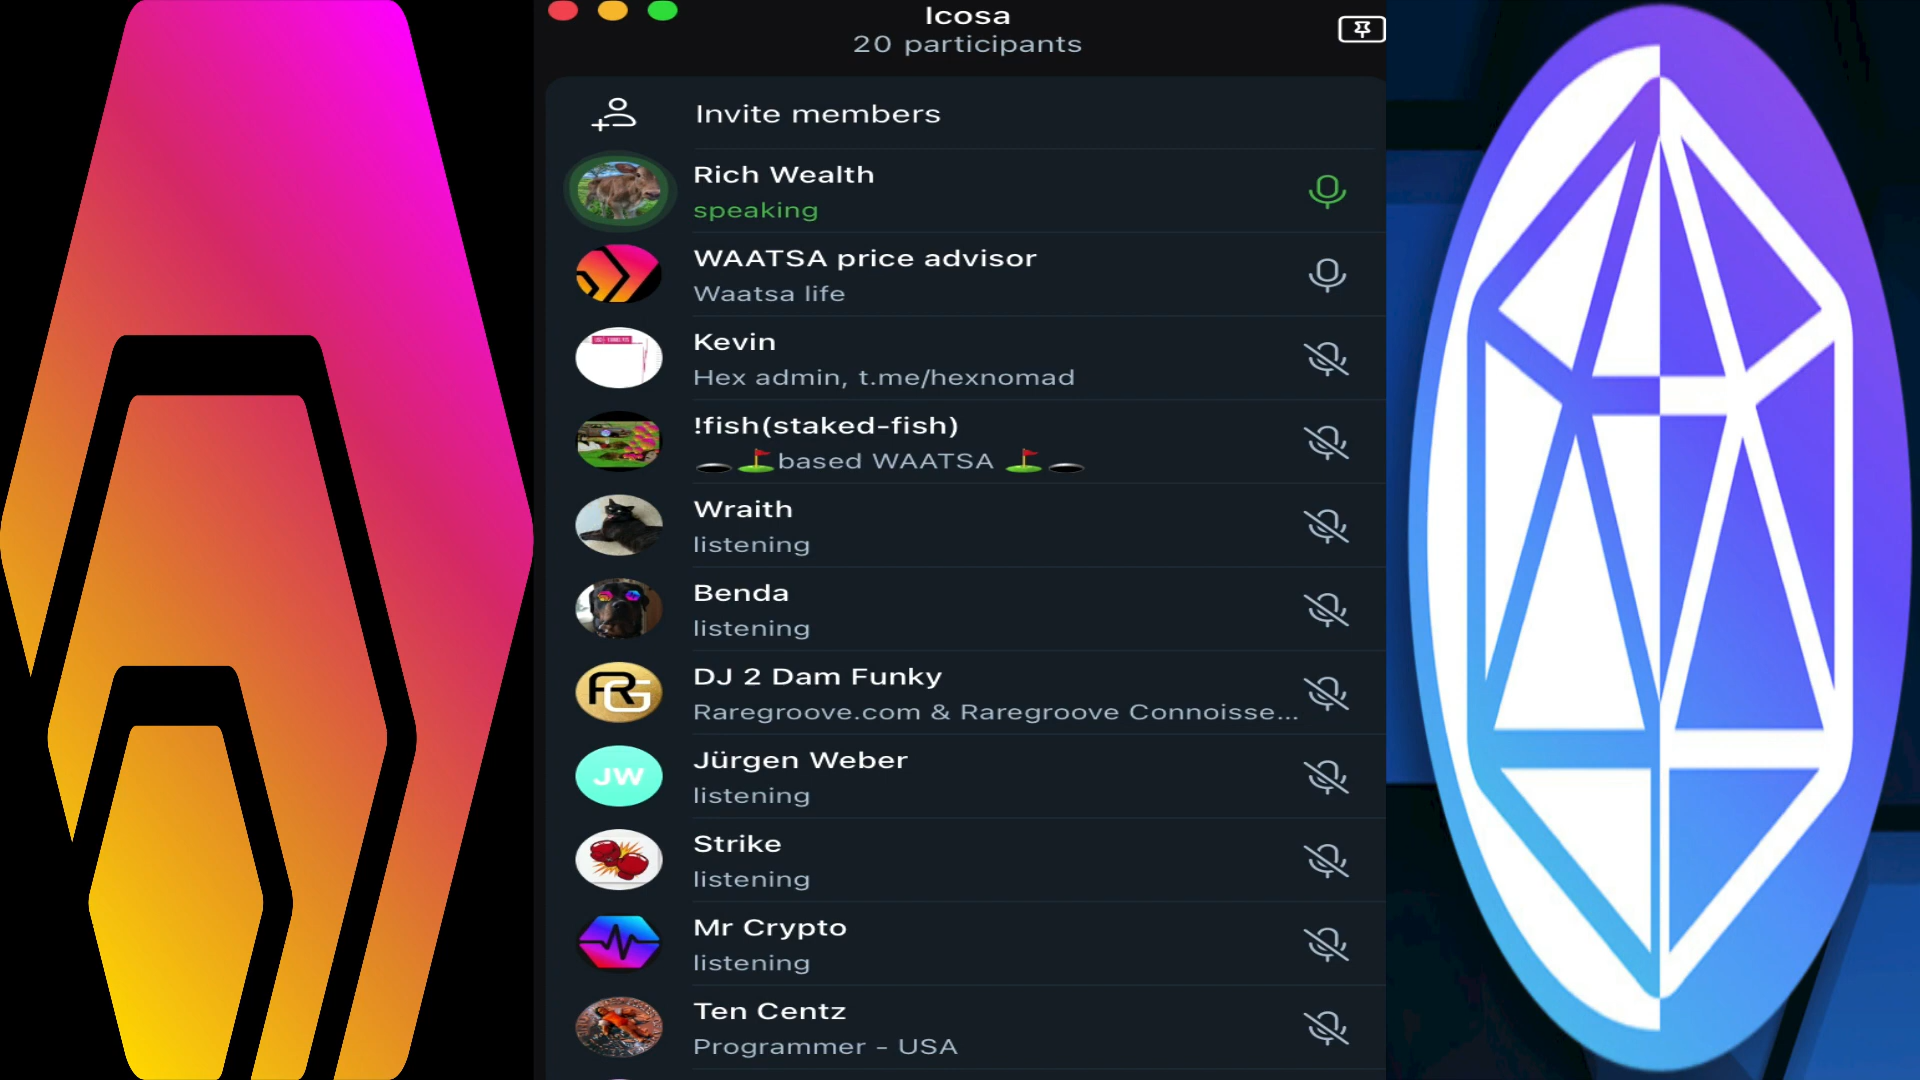 Icosa
20 participants
Invite members
Rich Wealth
speaking
WAATSA price advisor
Waatsa life
Kevin
Hex admin, t.me/hexnomad
!fish(staked-fish)
🕳️⛳based WAATSA ⛳🕳️
Wraith
listening
Benda
listening
DJ 2 Dam Funky
Raregroove.com & Raregroove Connoisse...
RG
Jürgen Weber
JW
listening
Strike
listening
Mr Crypto
listening
Ten Centz
Programmer - USA